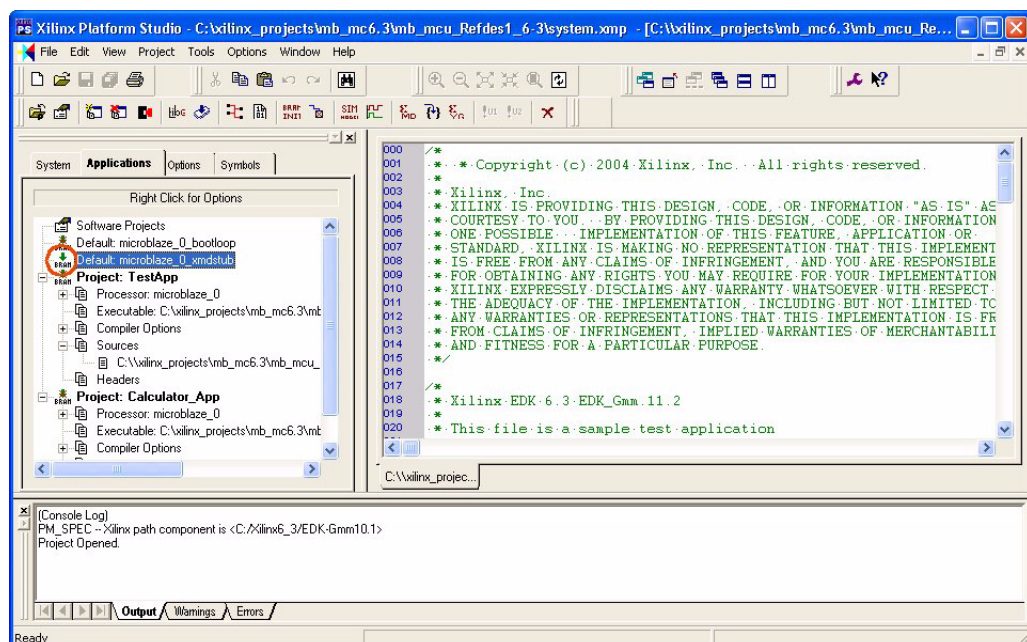 Xilinx Platform Studio - C:\xilinx_projects\mb_mc6.3\mb_mcu_Refdes1_6-3\system.xmp - [C:\\xilinx_projects\mb_mc6.3\mb_mcu_Re...
File Edit View Project Tools Options Window Help
System Applications Options Symbols
Right Click for Options
Software Projects
Default: microblaze_0_bootloop
Default: microblaze_0_xmdstub
Project: TestApp
Processor: microblaze_0
Executable: C:\xilinx_projects\mb_mc6.3\mb
Compiler Options
Sources
C:\\xilinx_projects\mb_mc6.3\mb_mcu_
Headers
Project: Calculator_App
Processor: microblaze_0
Executable: C:\xilinx_projects\mb_mc6.3\mb
Compiler Options
000 /*
001 * * Copyright (c) 2004 Xilinx, Inc. All rights reserved.
002 *
003 * Xilinx, Inc.
004 * XILINX IS PROVIDING THIS DESIGN, CODE, OR INFORMATION "AS IS" AS
005 * COURTESY TO YOU. BY PROVIDING THIS DESIGN, CODE, OR INFORMATION
006 * ONE POSSIBLE IMPLEMENTATION OF THIS FEATURE, APPLICATION OR
007 * STANDARD, XILINX IS MAKING NO REPRESENTATION THAT THIS IMPLEMENT
008 * IS FREE FROM ANY CLAIMS OF INFRINGEMENT, AND YOU ARE RESPONSIBLE
009 * FOR OBTAINING ANY RIGHTS YOU MAY REQUIRE FOR YOUR IMPLEMENTATION
010 * XILINX EXPRESSLY DISCLAIMS ANY WARRANTY WHATSOEVER WITH RESPECT
011 * THE ADEQUACY OF THE IMPLEMENTATION, INCLUDING BUT NOT LIMITED TO
012 * ANY WARRANTIES OR REPRESENTATIONS THAT THIS IMPLEMENTATION IS FR
013 * FROM CLAIMS OF INFRINGEMENT, IMPLIED WARRANTIES OF MERCHANTABILI
014 * AND FITNESS FOR A PARTICULAR PURPOSE.
015 */
016
017 /*
018 * Xilinx EDK 6.3 EDK_Gmm.11.2
019 *
020 * This file is a sample test application
C:\\xilinx_projec...
(Console Log)
PM_SPEC -- Xilinx path component is <C:/Xilinx6_3/EDK-Gmm10.1>
Project Opened.
Output Warnings Errors
Ready